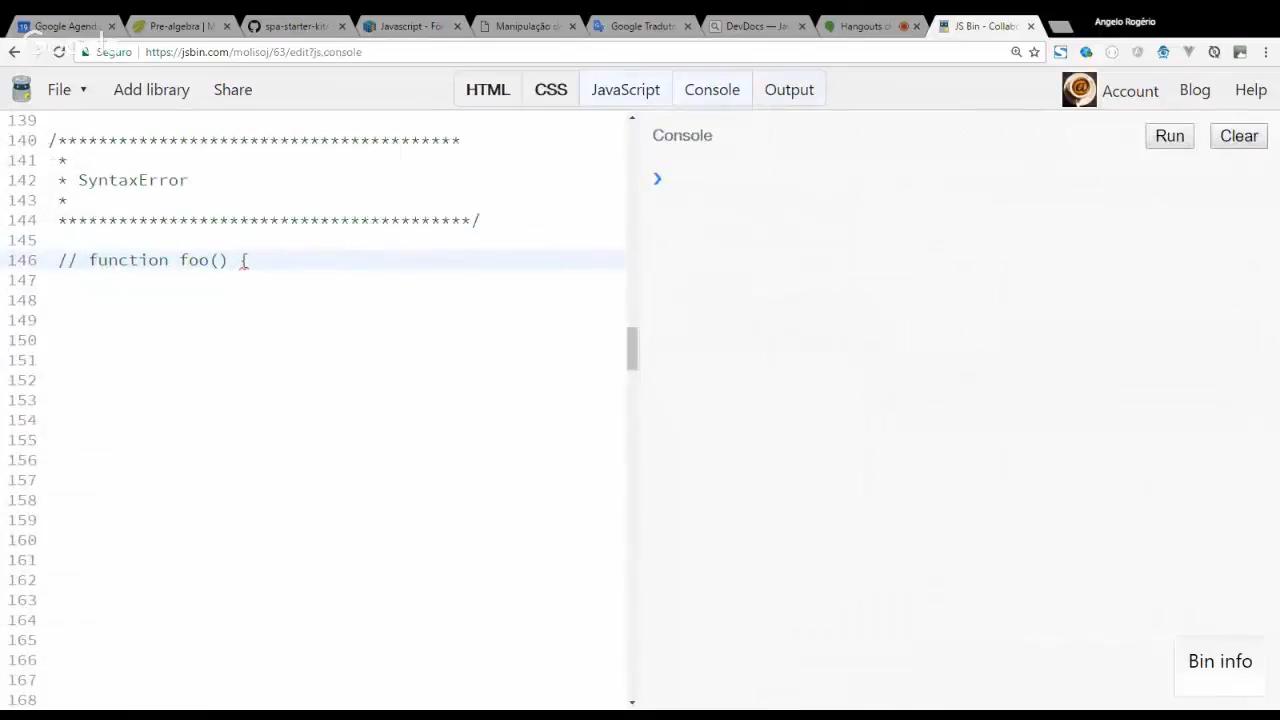 Google Agend
Pre-algebra | M
spa-starter-kit
Javascript - Fó
Manipulação d
Google Tradut
DevDocs — Ja
Hangouts d
JS Bin - Collab
Angelo Rogério
Seguro
https://jsbin.com/molisoj/63/edit?js,console
File
Add library
Share
HTML
CSS
JavaScript
Console
Output
Account
Blog
Help
139
140 /****************************************
141 *
142 * SyntaxError
143 *
144 *****************************************/
145
146 // function foo() {
147
148
149
150
151
152
153
154
155
156
157
158
159
160
161
162
163
164
165
166
167
168
Console
Run
Clear
❯
Bin info